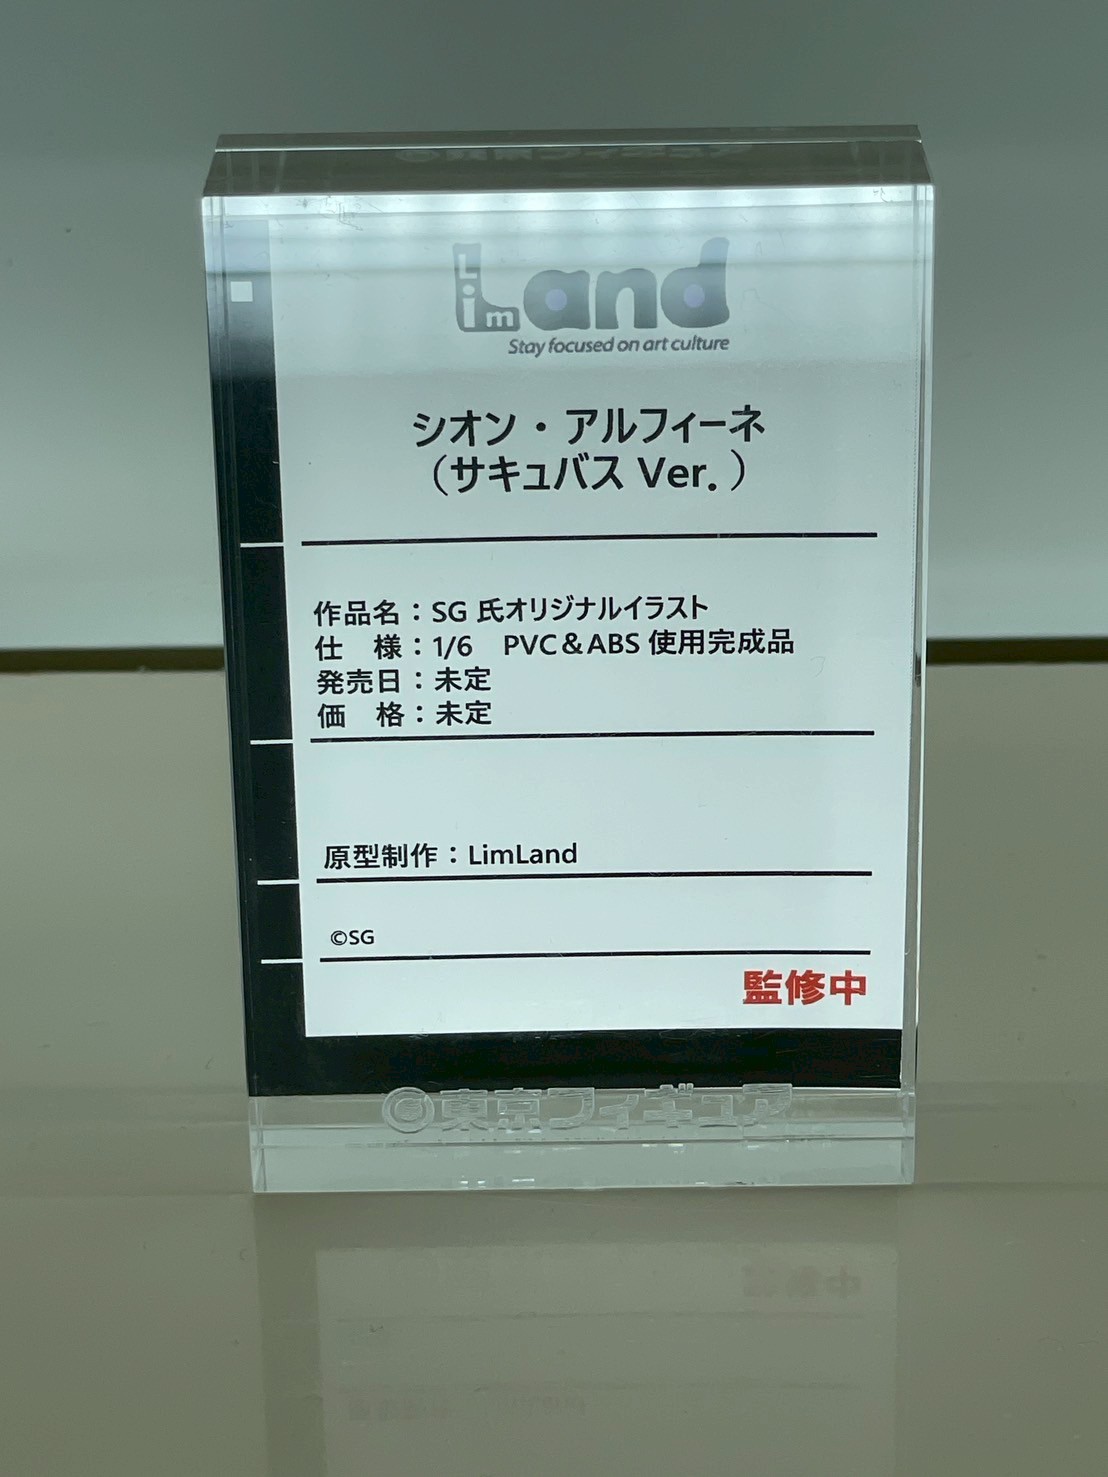 LimLand
Stay focused on art culture
シオン・アルフィーネ
（サキュバス Ver.）
作品名：SG 氏オリジナルイラスト
仕　様：1/6　PVC＆ABS 使用完成品
発売日：未定
価　格：未定
原型制作：LimLand
©SG
監修中
©東京フィギュア